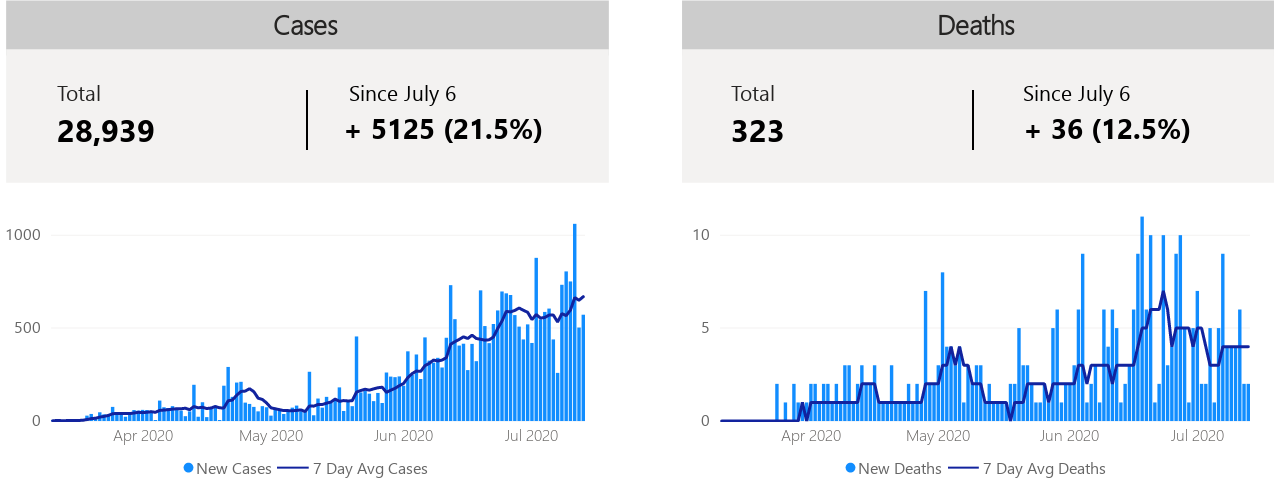 Cases
Total
Since July 6
28,939
+ 5125 (21.5%)
1000
500
0
Apr 2020 May 2020 Jun 2020 Jul 2020
New Cases 7 Day Avg Cases
Deaths
Total
Since July 6
323
+ 36 (12.5%)
10
5
0
Apr 2020 May 2020 Jun 2020 Jul 2020
New Deaths 7 Day Avg Deaths